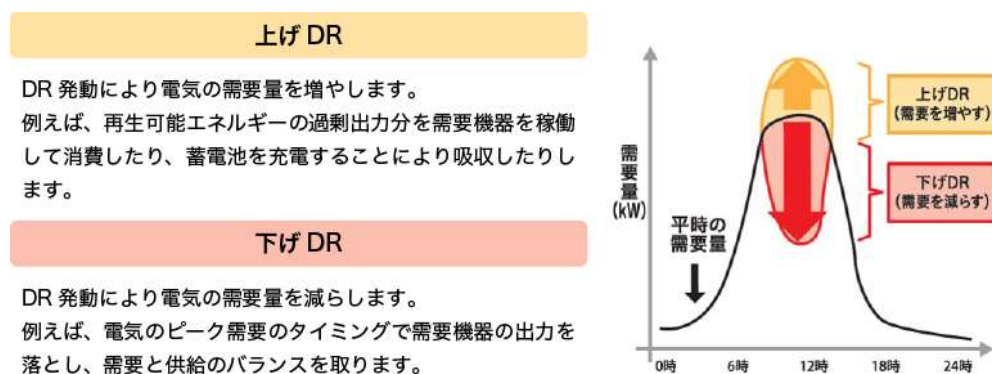 上げ DR
DR 発動により電気の需要量を増やします。
例えば、再生可能エネルギーの過剰出力分を需要機器を稼働
して消費したり、蓄電池を充電することにより吸収したりし
ます。
下げ DR
DR 発動により電気の需要量を減らします。
例えば、電気のピーク需要のタイミングで需要機器の出力を
落とし、需要と供給のバランスを取ります。
需要量(kW)
平時の
需要量
上げDR
(需要を増やす)
下げDR
(需要を減らす)
0時 6時 12時 18時 24時